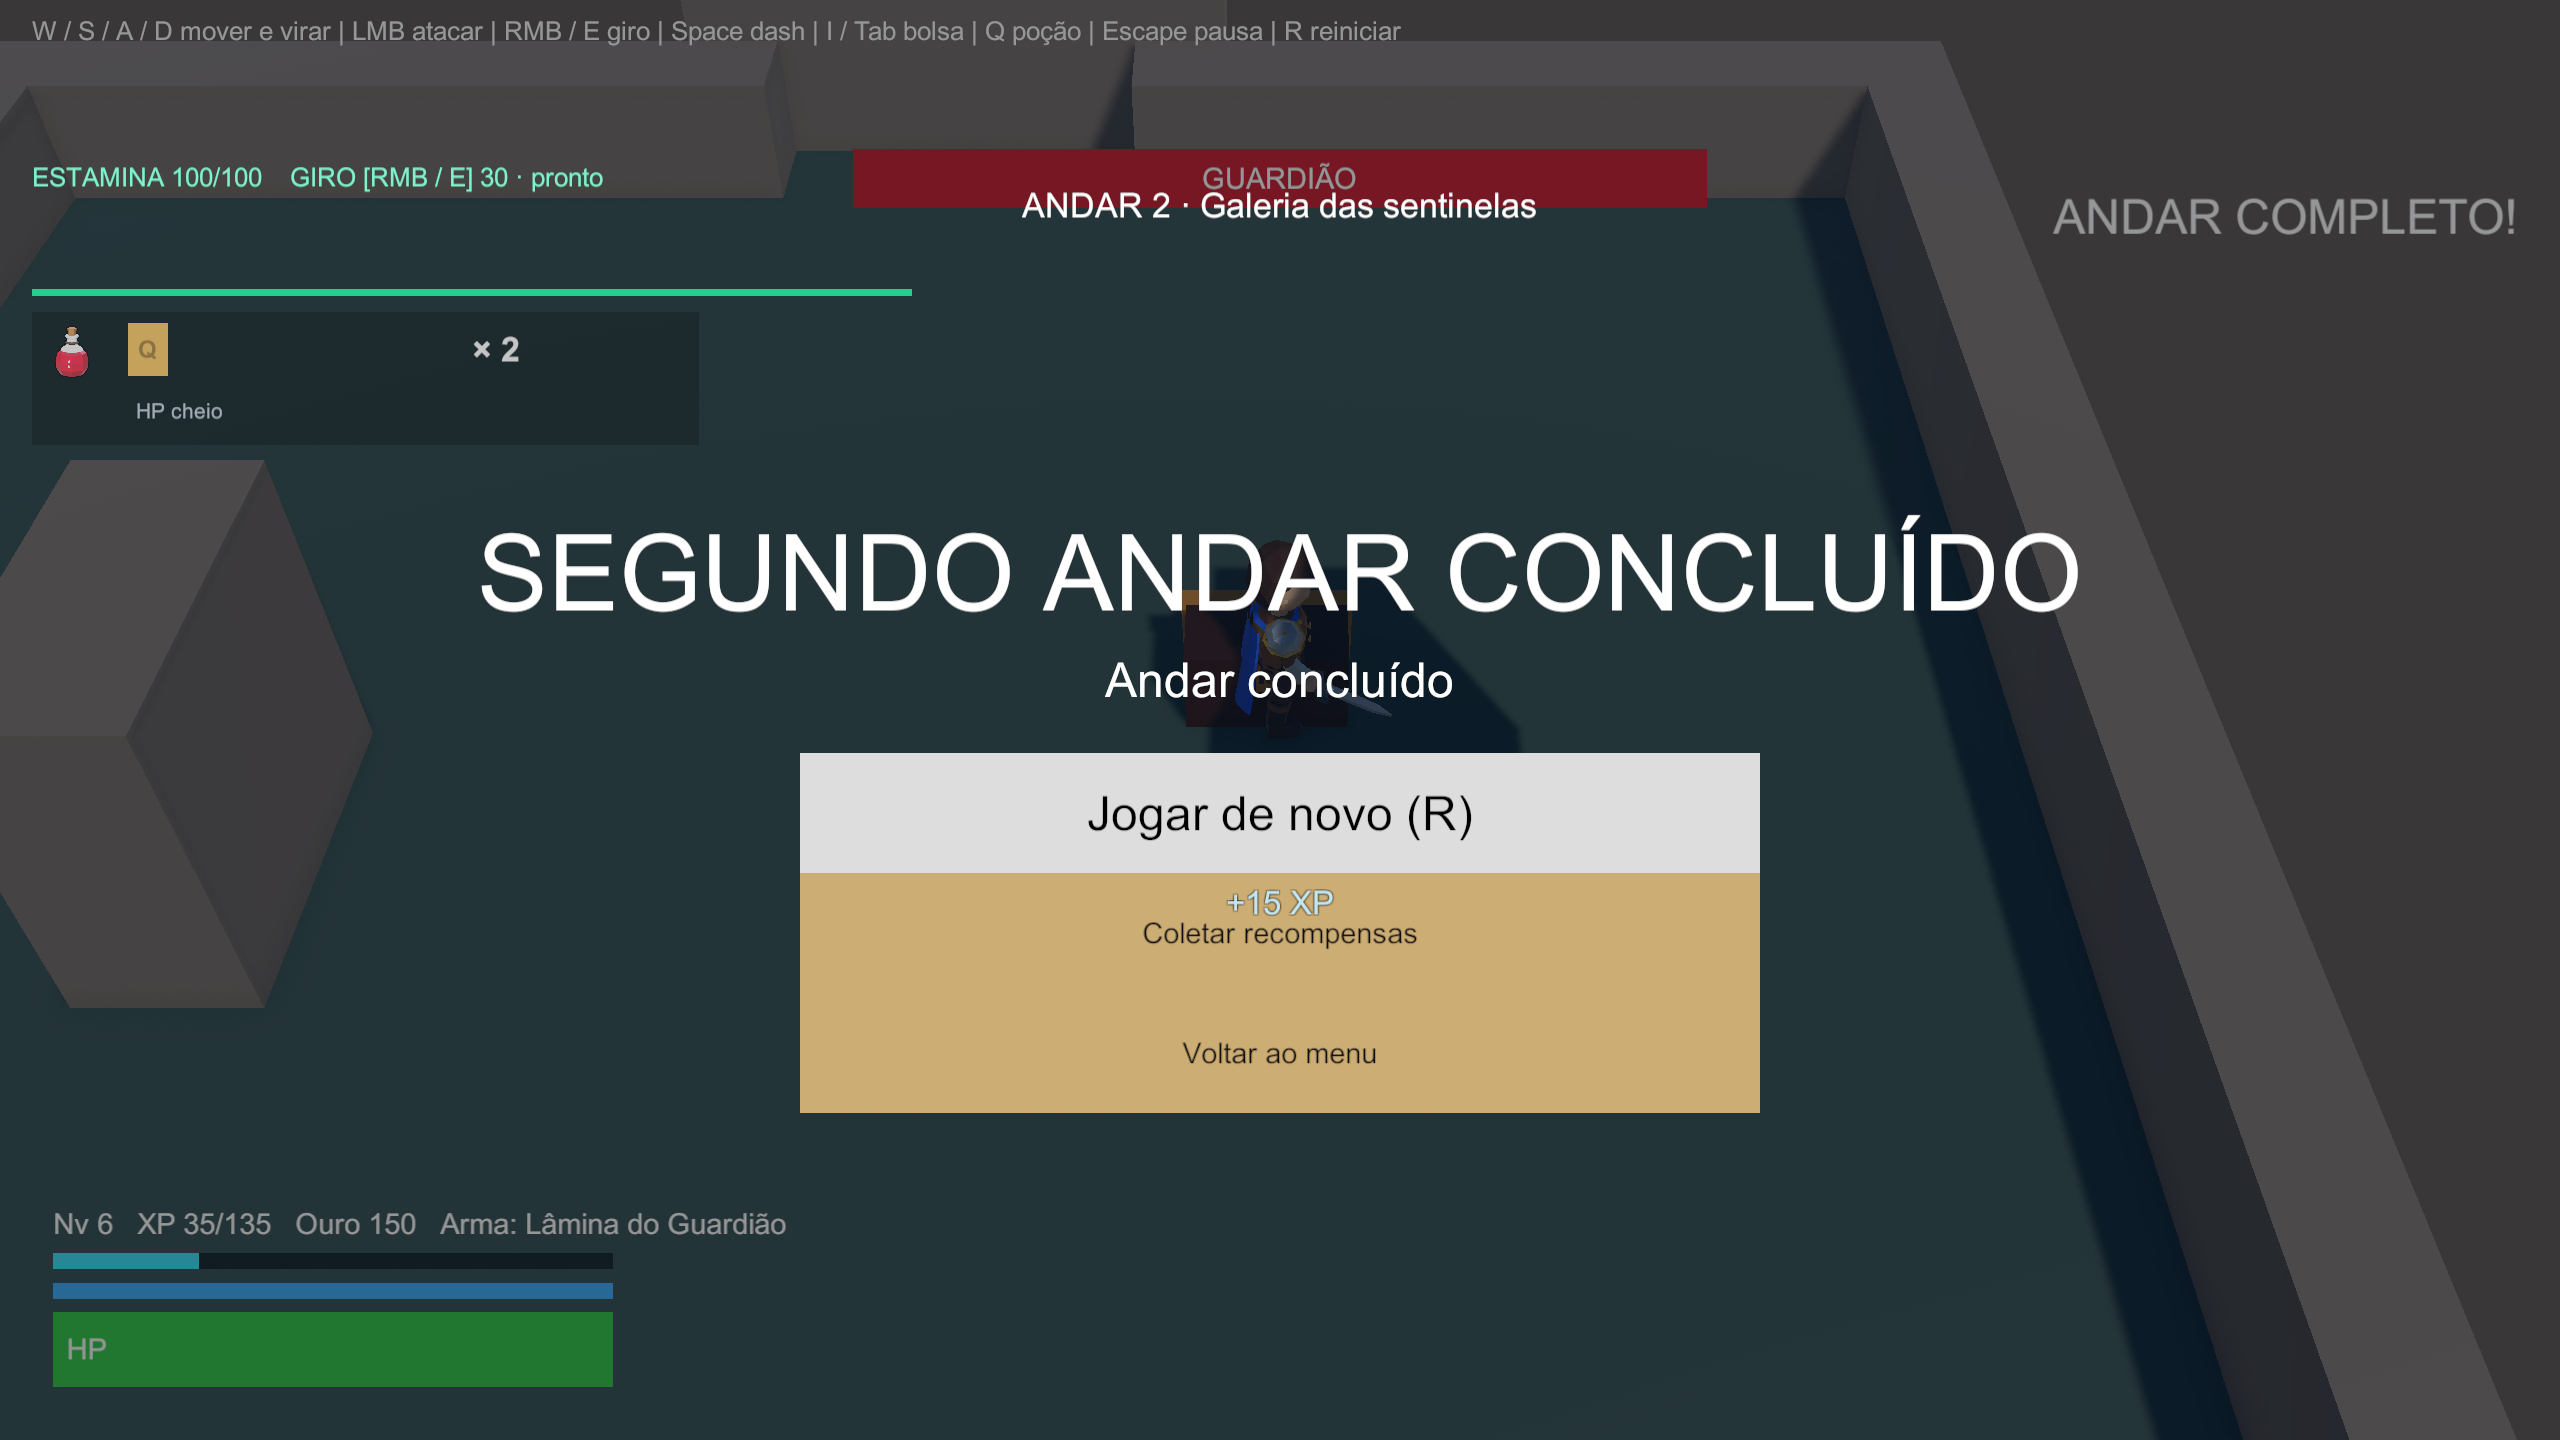 W / S / A / D mover e virar | LMB atacar | RMB / E giro | Space dash | I / Tab bolsa | Q poção | Escape pausa | R reiniciar
ESTAMINA 100/100 GIRO [RMB / E] 30 · pronto
GUARDIÃO
ANDAR 2 · Galeria das sentinelas
ANDAR COMPLETO!
Q × 2
HP cheio
SEGUNDO ANDAR CONCLUÍDO
Andar concluído
Jogar de novo (R)
+15 XP
Coletar recompensas
Voltar ao menu
Nv 6 XP 35/135 Ouro 150 Arma: Lâmina do Guardião
HP